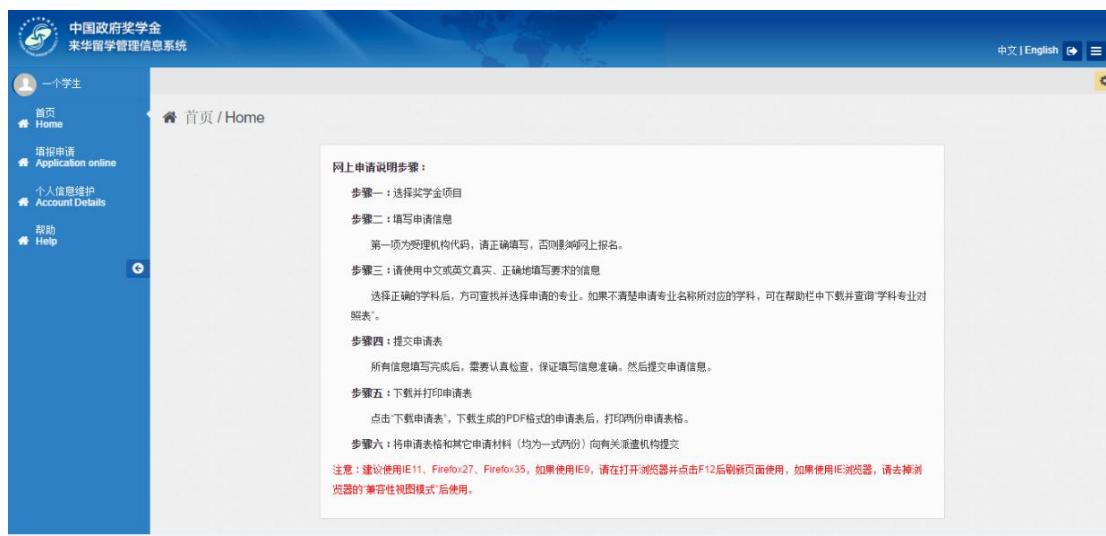 中国政府奖学金
来华留学管理信息系统
中文 | English
一个学生
首页
Home
填报申请
Application online
个人信息维护
Account Details
帮助
Help
首页 / Home
网上申请说明步骤：
步骤一：选择奖学金项目
步骤二：填写申请信息
第一项为受理机构代码，请正确填写，否则影响网上报名。
步骤三：请使用中文或英文真实、正确地填写要求的信息
选择正确的学科后，方可查找并选择申请的专业。如果不清楚申请专业名称所对应的学科，可在帮助栏中下载并查询“学科专业对
照表”。
步骤四：提交申请表
所有信息填写完成后，需要认真检查，保证填写信息准确。然后提交申请信息。
步骤五：下载并打印申请表
点击“下载申请表”，下载生成的PDF格式的申请表后，打印两份申请表格。
步骤六：将申请表格和其它申请材料（均为一式两份）向有关派遣机构提交
注意：建议使用IE11、Firefox27、Firefox35，如果使用IE9，请在打开浏览器并点击F12后刷新页面使用，如果使用IE浏览器，请去掉浏
览器的“兼容性视图模式”后使用。